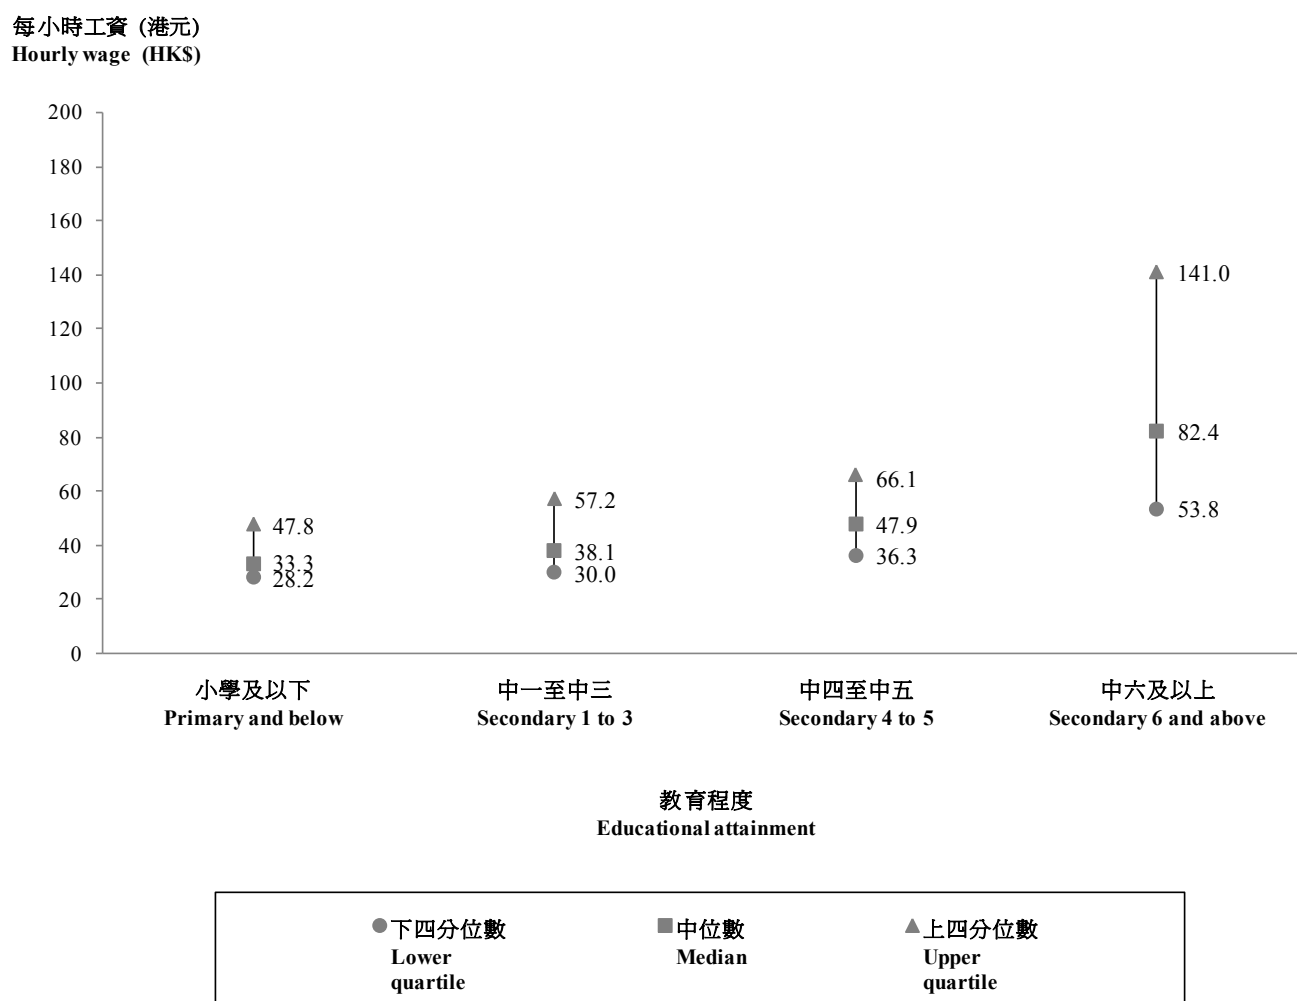 每小時工資 (港元)
Hourly wage (HK$)
200
180
160
140
120
100
80
60
40
20
0
47.8
33.3
28.2
57.2
38.1
30.0
66.1
47.9
36.3
141.0
82.4
53.8
小學及以下
Primary and below
中一至中三
Secondary 1 to 3
中四至中五
Secondary 4 to 5
中六及以上
Secondary 6 and above
教育程度
Educational attainment
下四分位數
Lower
quartile
中位數
Median
上四分位數
Upper
quartile